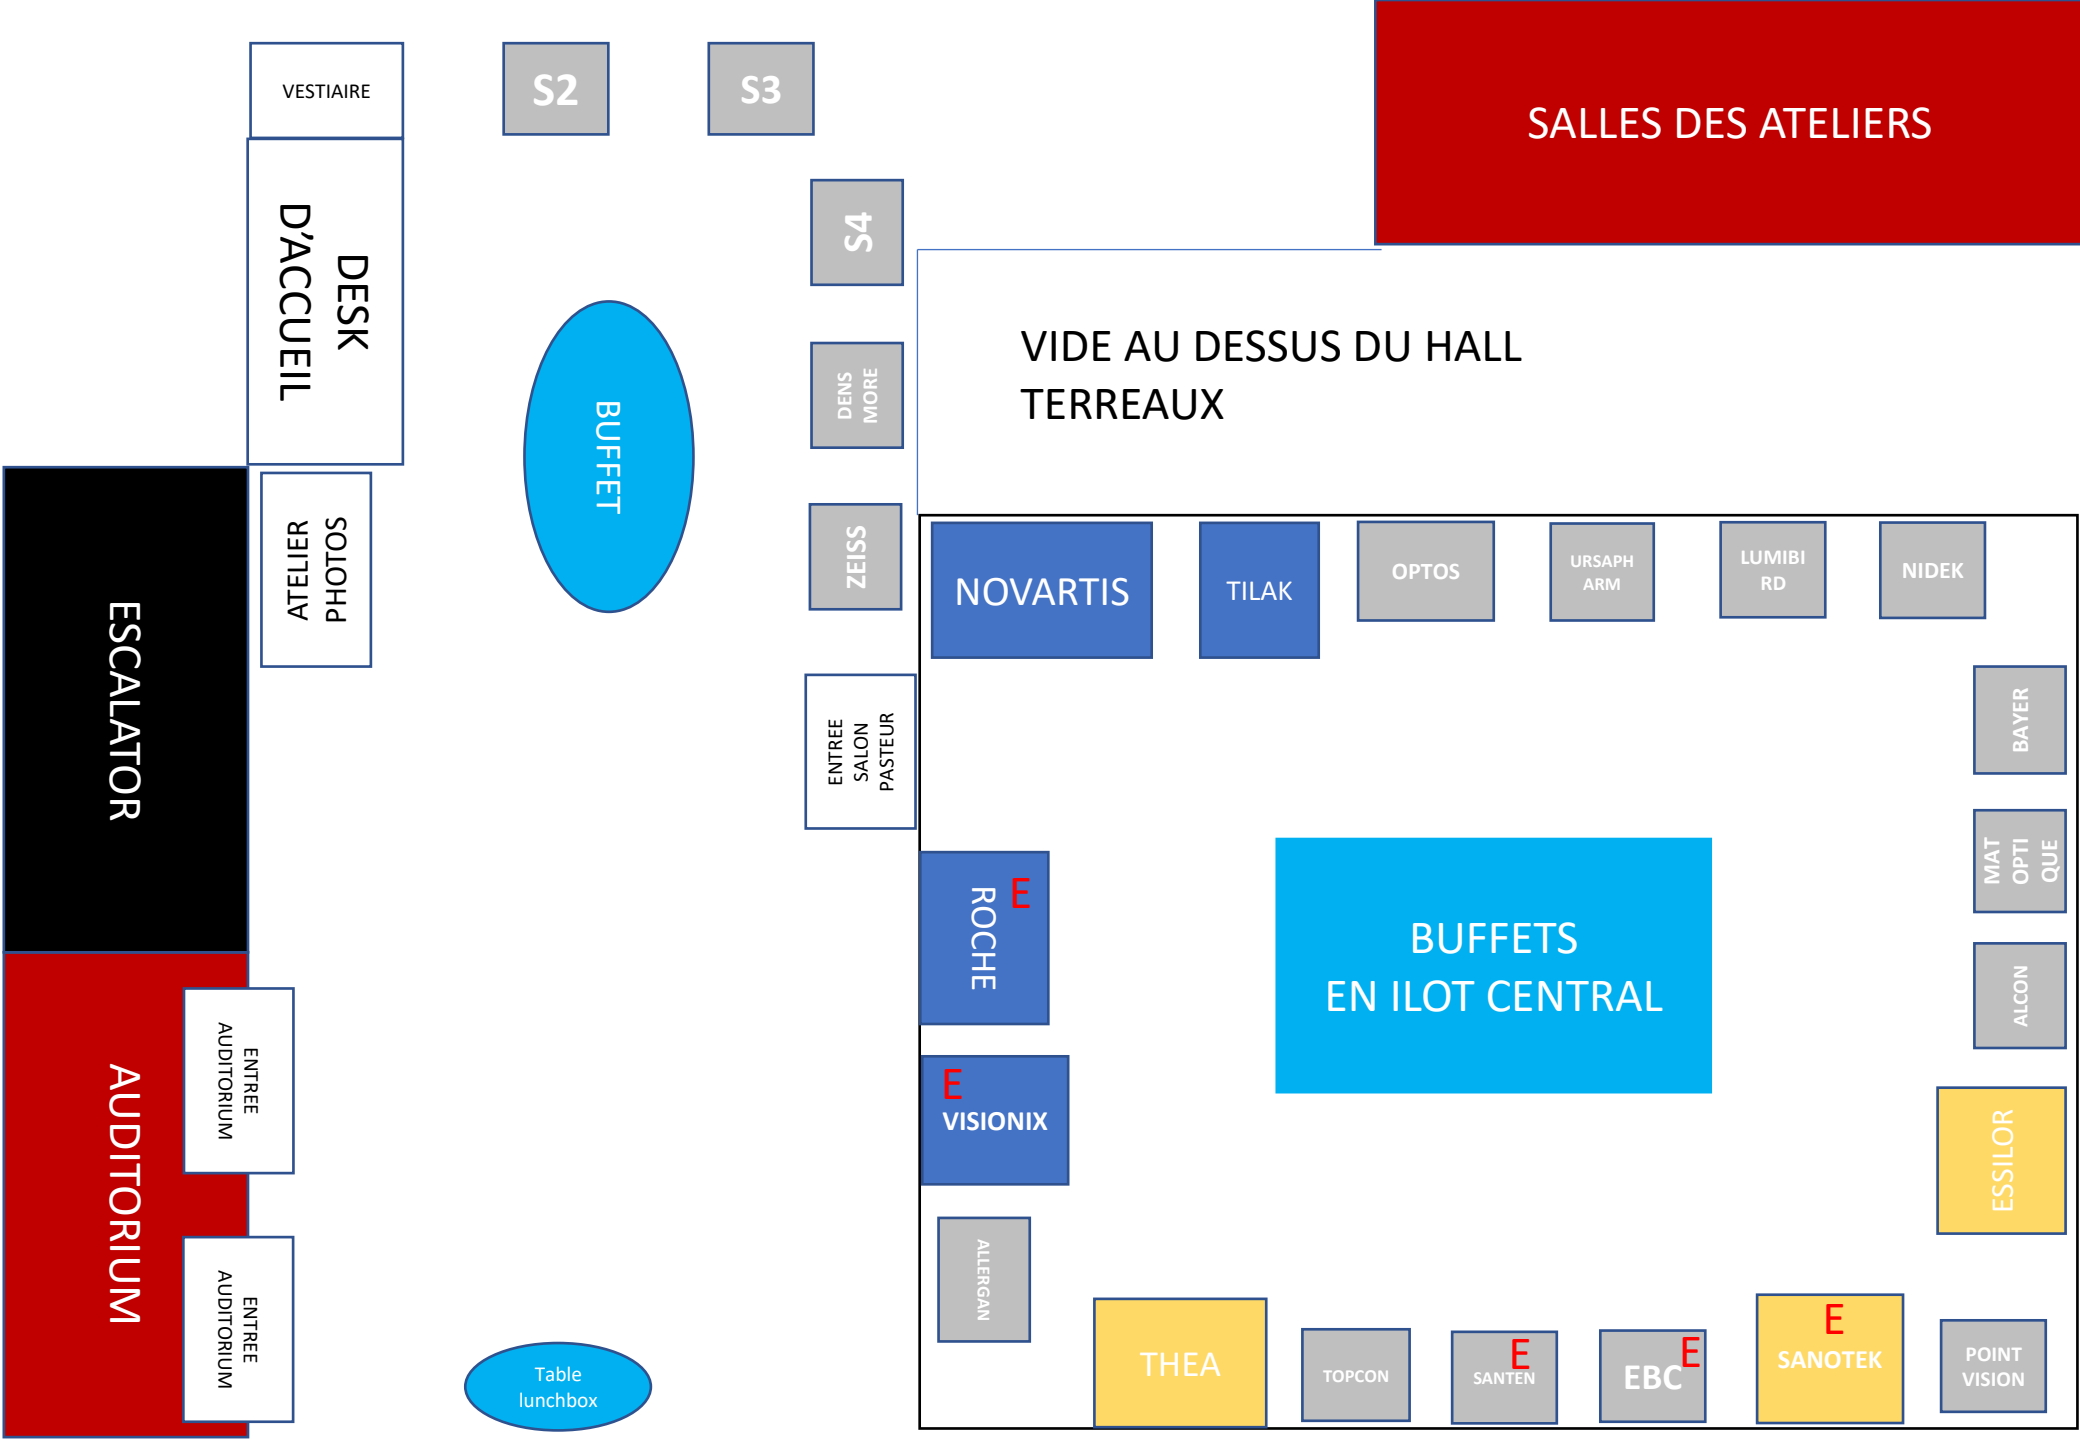 VESTIAIRE
S2
S3
SALLES DES ATELIERS
DESK
D'ACCUEIL
S4
VIDE AU DESSUS DU HALL
TERREAUX
DENS
MORE
BUFFET
ATELIER
PHOTOS
ZEISS
NOVARTIS
TILAK
OPTOS
URSAPH
ARM
LUMIBI
RD
NIDEK
ESCALATOR
ENTREE
SALON
PASTEUR
BAYER
MAT
OPTI
QUE
ROCHE
E
BUFFETS
EN ILOT CENTRAL
ALCON
AUDITORIUM
ENTREE
AUDITORIUM
E
VISIONIX
ESSILOR
ENTREE
AUDITORIUM
ALLERGAN
Table
lunchbox
THEA
TOPCON
E
SANTEN
E
EBC
E
SANOTEK
POINT
VISION